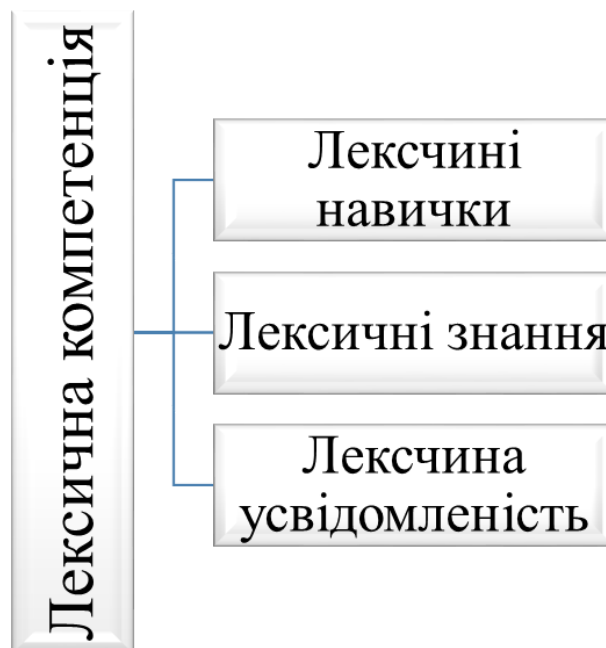 Лексична компетенція
Лексчині
навички
Лексичні знання
Лексчина
усвідомленість